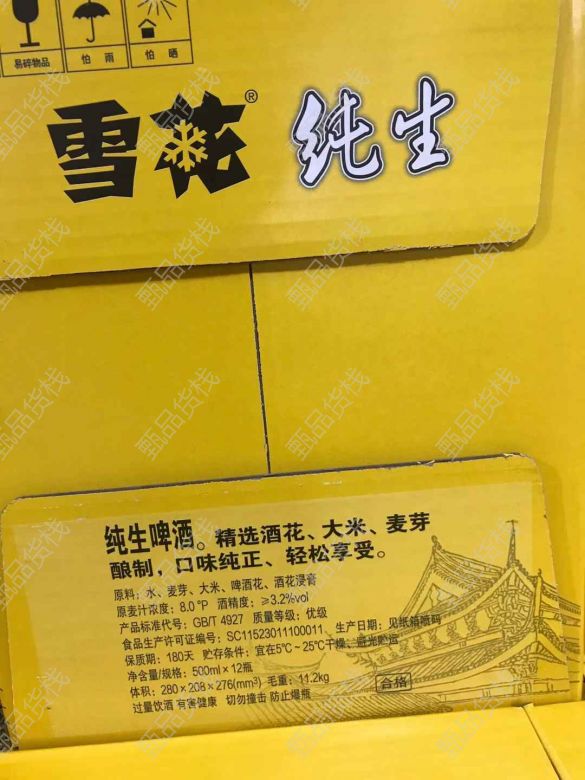 易碎物品 怕雨 怕晒
雪花® 纯生
纯生啤酒。精选酒花、大米、麦芽
酿制，口味纯正、轻松享受。
原料：水、麦芽、大米、啤酒花、酒花浸膏
原麦汁浓度：8.0°P 酒精度：≥3.2%vol
产品标准代号：GB/T 4927 质量等级：优级
食品生产许可证编号：SC11523011100011 生产日期：见纸箱喷码
保质期：180天 贮存条件：宜在5℃~25℃干燥、避光贮运
净含量/规格：500ml×12瓶
体积：280×208×276(mm³) 毛重：11.2kg
合格
过量饮酒 有害健康 切勿撞击 防止爆瓶
甄品货栈